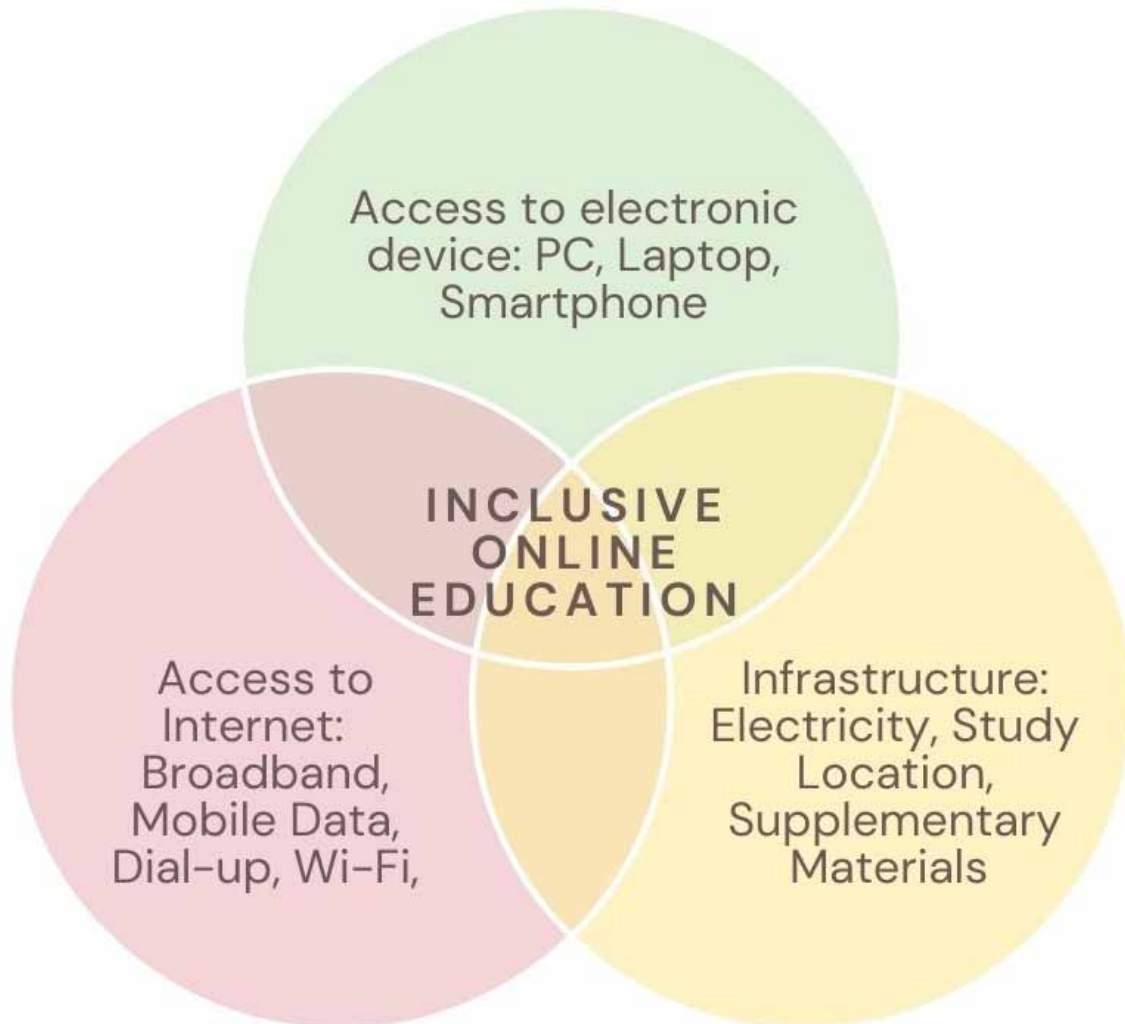 Access to electronic
device: PC, Laptop,
Smartphone
INCLUSIVE
ONLINE
EDUCATION
Access to
Internet:
Broadband,
Mobile Data,
Dial-up, Wi-Fi,
Infrastructure:
Electricity, Study
Location,
Supplementary
Materials